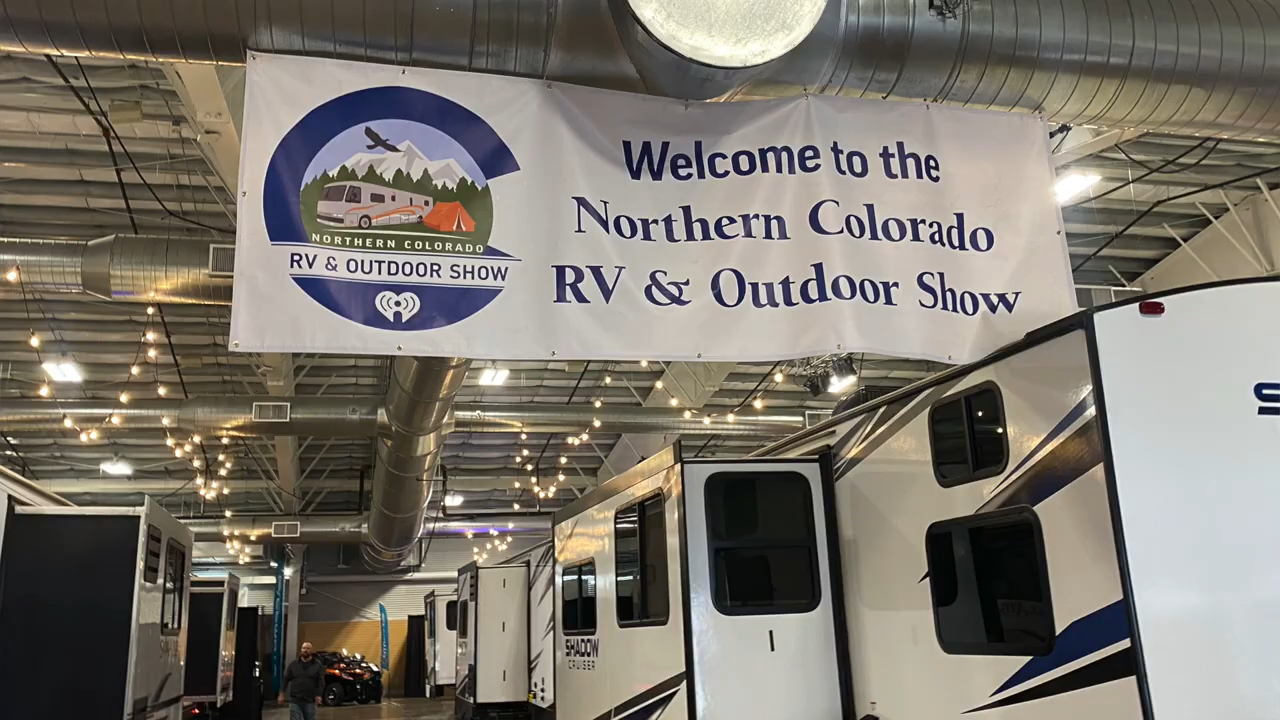 Welcome to the
Northern Colorado
RV & Outdoor Show
NORTHERN COLORADO
RV & OUTDOOR SHOW
SHADOW
CRUISER